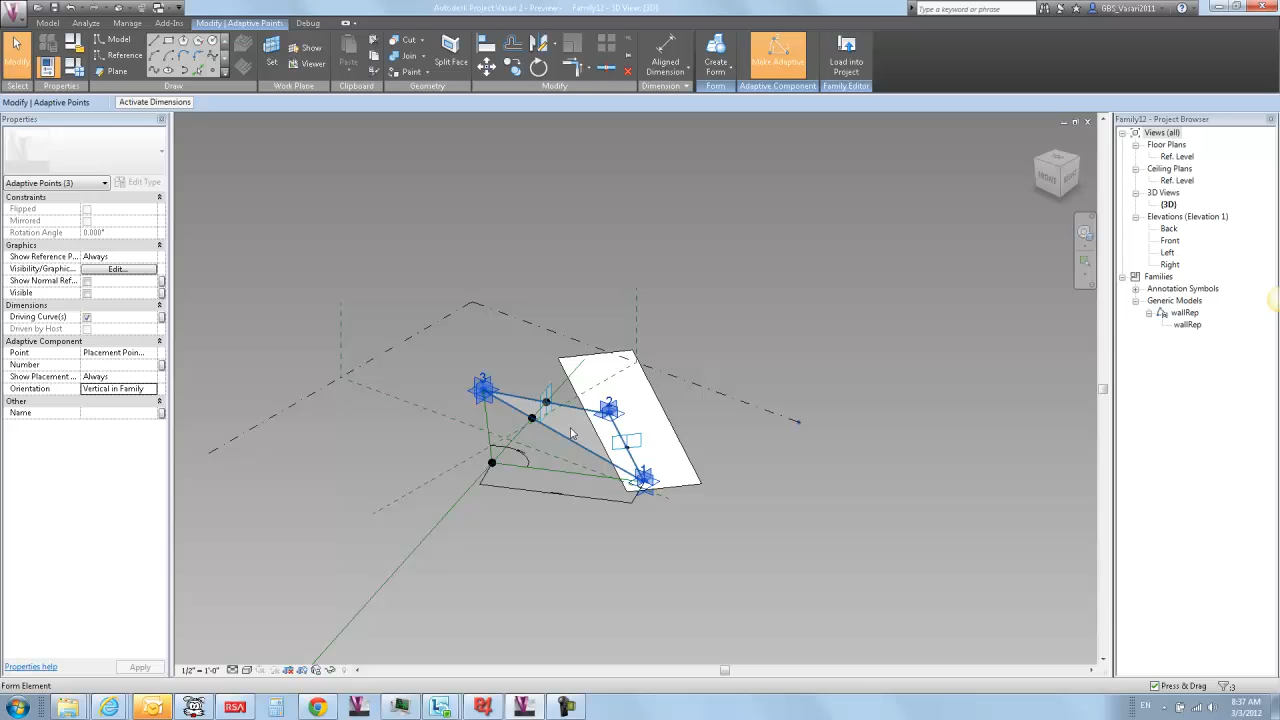 Autodesk Project Vasari 2011 - Preview - Family12 - 3D View: {3D}
Type a keyword or phrase
GBS_Vasari2011
Model
Analyze
Manage
Add-Ins
Modify | Adaptive Points
Debug
Modify
Model
Reference
Plane
Set
Show
Viewer
Paste
Cut
Join
Paint
Split Face
Aligned
Dimension
Create
Form
Make Adaptive
Load into
Project
Select
Properties
Draw
Work Plane
Clipboard
Geometry
Modify
Dimension
Form
Adaptive Component
Family Editor
Modify | Adaptive Points
Activate Dimensions
Properties
Adaptive Points (3)
Edit Type
Constraints
Flipped
Mirrored
Rotation Angle 0.000°
Graphics
Show Reference P... Always
Visibility/Graphic... Edit...
Show Normal Ref...
Visible
Dimensions
Driving Curve(s)
Driven by Host
Adaptive Component
Point Placement Poin...
Number
Show Placement ... Always
Orientation Vertical in Family
Other
Name
Properties help
Apply
FRONT
RIGHT
3
2
1
Family12 - Project Browser
Views (all)
Floor Plans
Ref. Level
Ceiling Plans
Ref. Level
3D Views
{3D}
Elevations (Elevation 1)
Back
Front
Left
Right
Families
Annotation Symbols
Generic Models
wallRep
wallRep
1/2" = 1'-0"
Form Element
Press & Drag
:3
RSA
EN
8:37 AM
3/3/2012